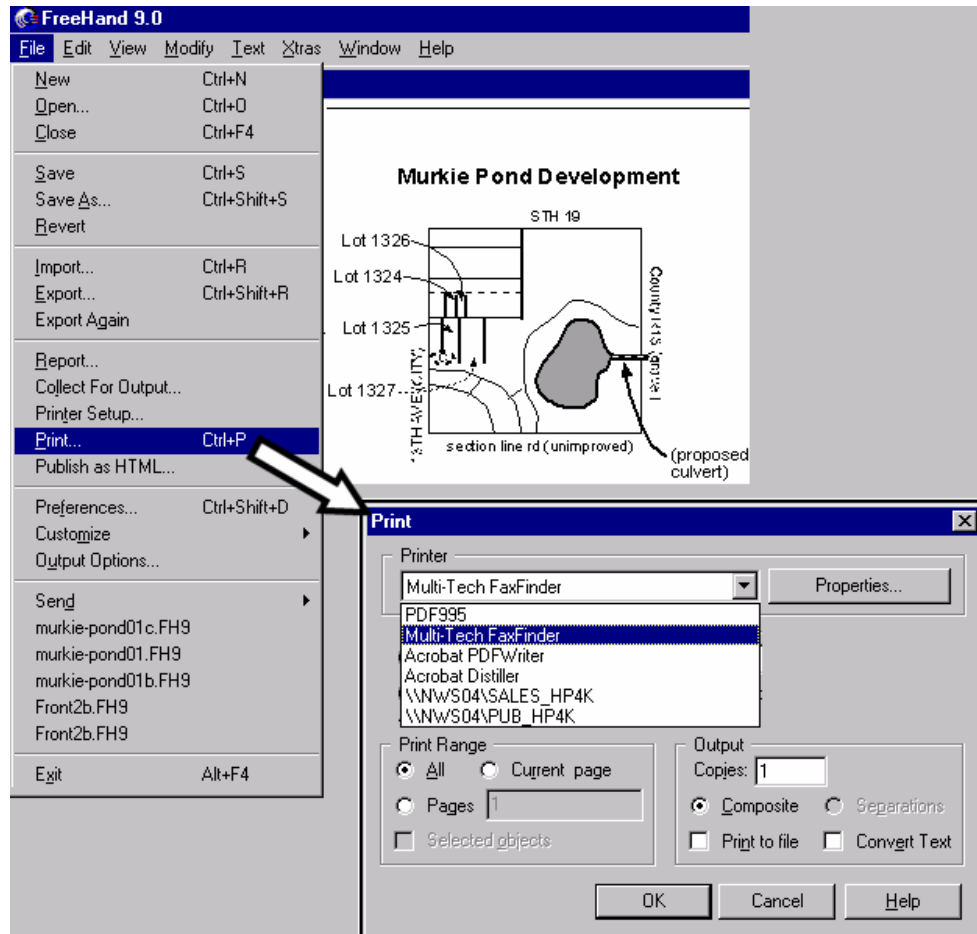 FreeHand 9.0
File Edit View Modify Text Xtras Window Help
New Ctrl+N
Open... Ctrl+O
Close Ctrl+F4
Save Ctrl+S
Save As... Ctrl+Shift+S
Revert
Import... Ctrl+R
Export... Ctrl+Shift+R
Export Again
Report...
Collect For Output...
Printer Setup...
Print... Ctrl+P
Publish as HTML...
Preferences... Ctrl+Shift+D
Customize
Output Options...
Send
murkie-pond01c.FH9
murkie-pond01.FH9
murkie-pond01b.FH9
Front2b.FH9
Front2b.FH9
Exit Alt+F4
Murkie Pond Development
STH 19
Lot 1326
Lot 1324
Lot 1325
Lot 1327
13TH AVE (CITY)
County
section line rd (unimproved)
(proposed
culvert)
Print
Printer
Multi-Tech FaxFinder
Properties...
PDF995
Multi-Tech FaxFinder
Acrobat PDFWriter
Acrobat Distiller
\\NWS04\SALES_HP4K
\\NWS04\PUB_HP4K
Print Range
All Current page
Pages 1
Selected objects
Output
Copies: 1
Composite Separations
Print to file Convert Text
OK Cancel Help